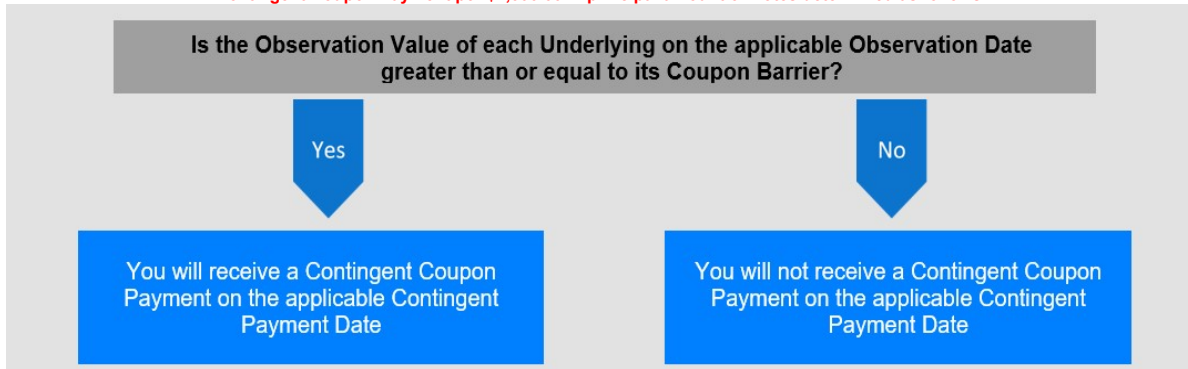 Is the Observation Value of each Underlying on the applicable Observation Date
greater than or equal to its Coupon Barrier?
Yes
No
You will receive a Contingent Coupon
Payment on the applicable Contingent
Payment Date
You will not receive a Contingent Coupon
Payment on the applicable Contingent
Payment Date